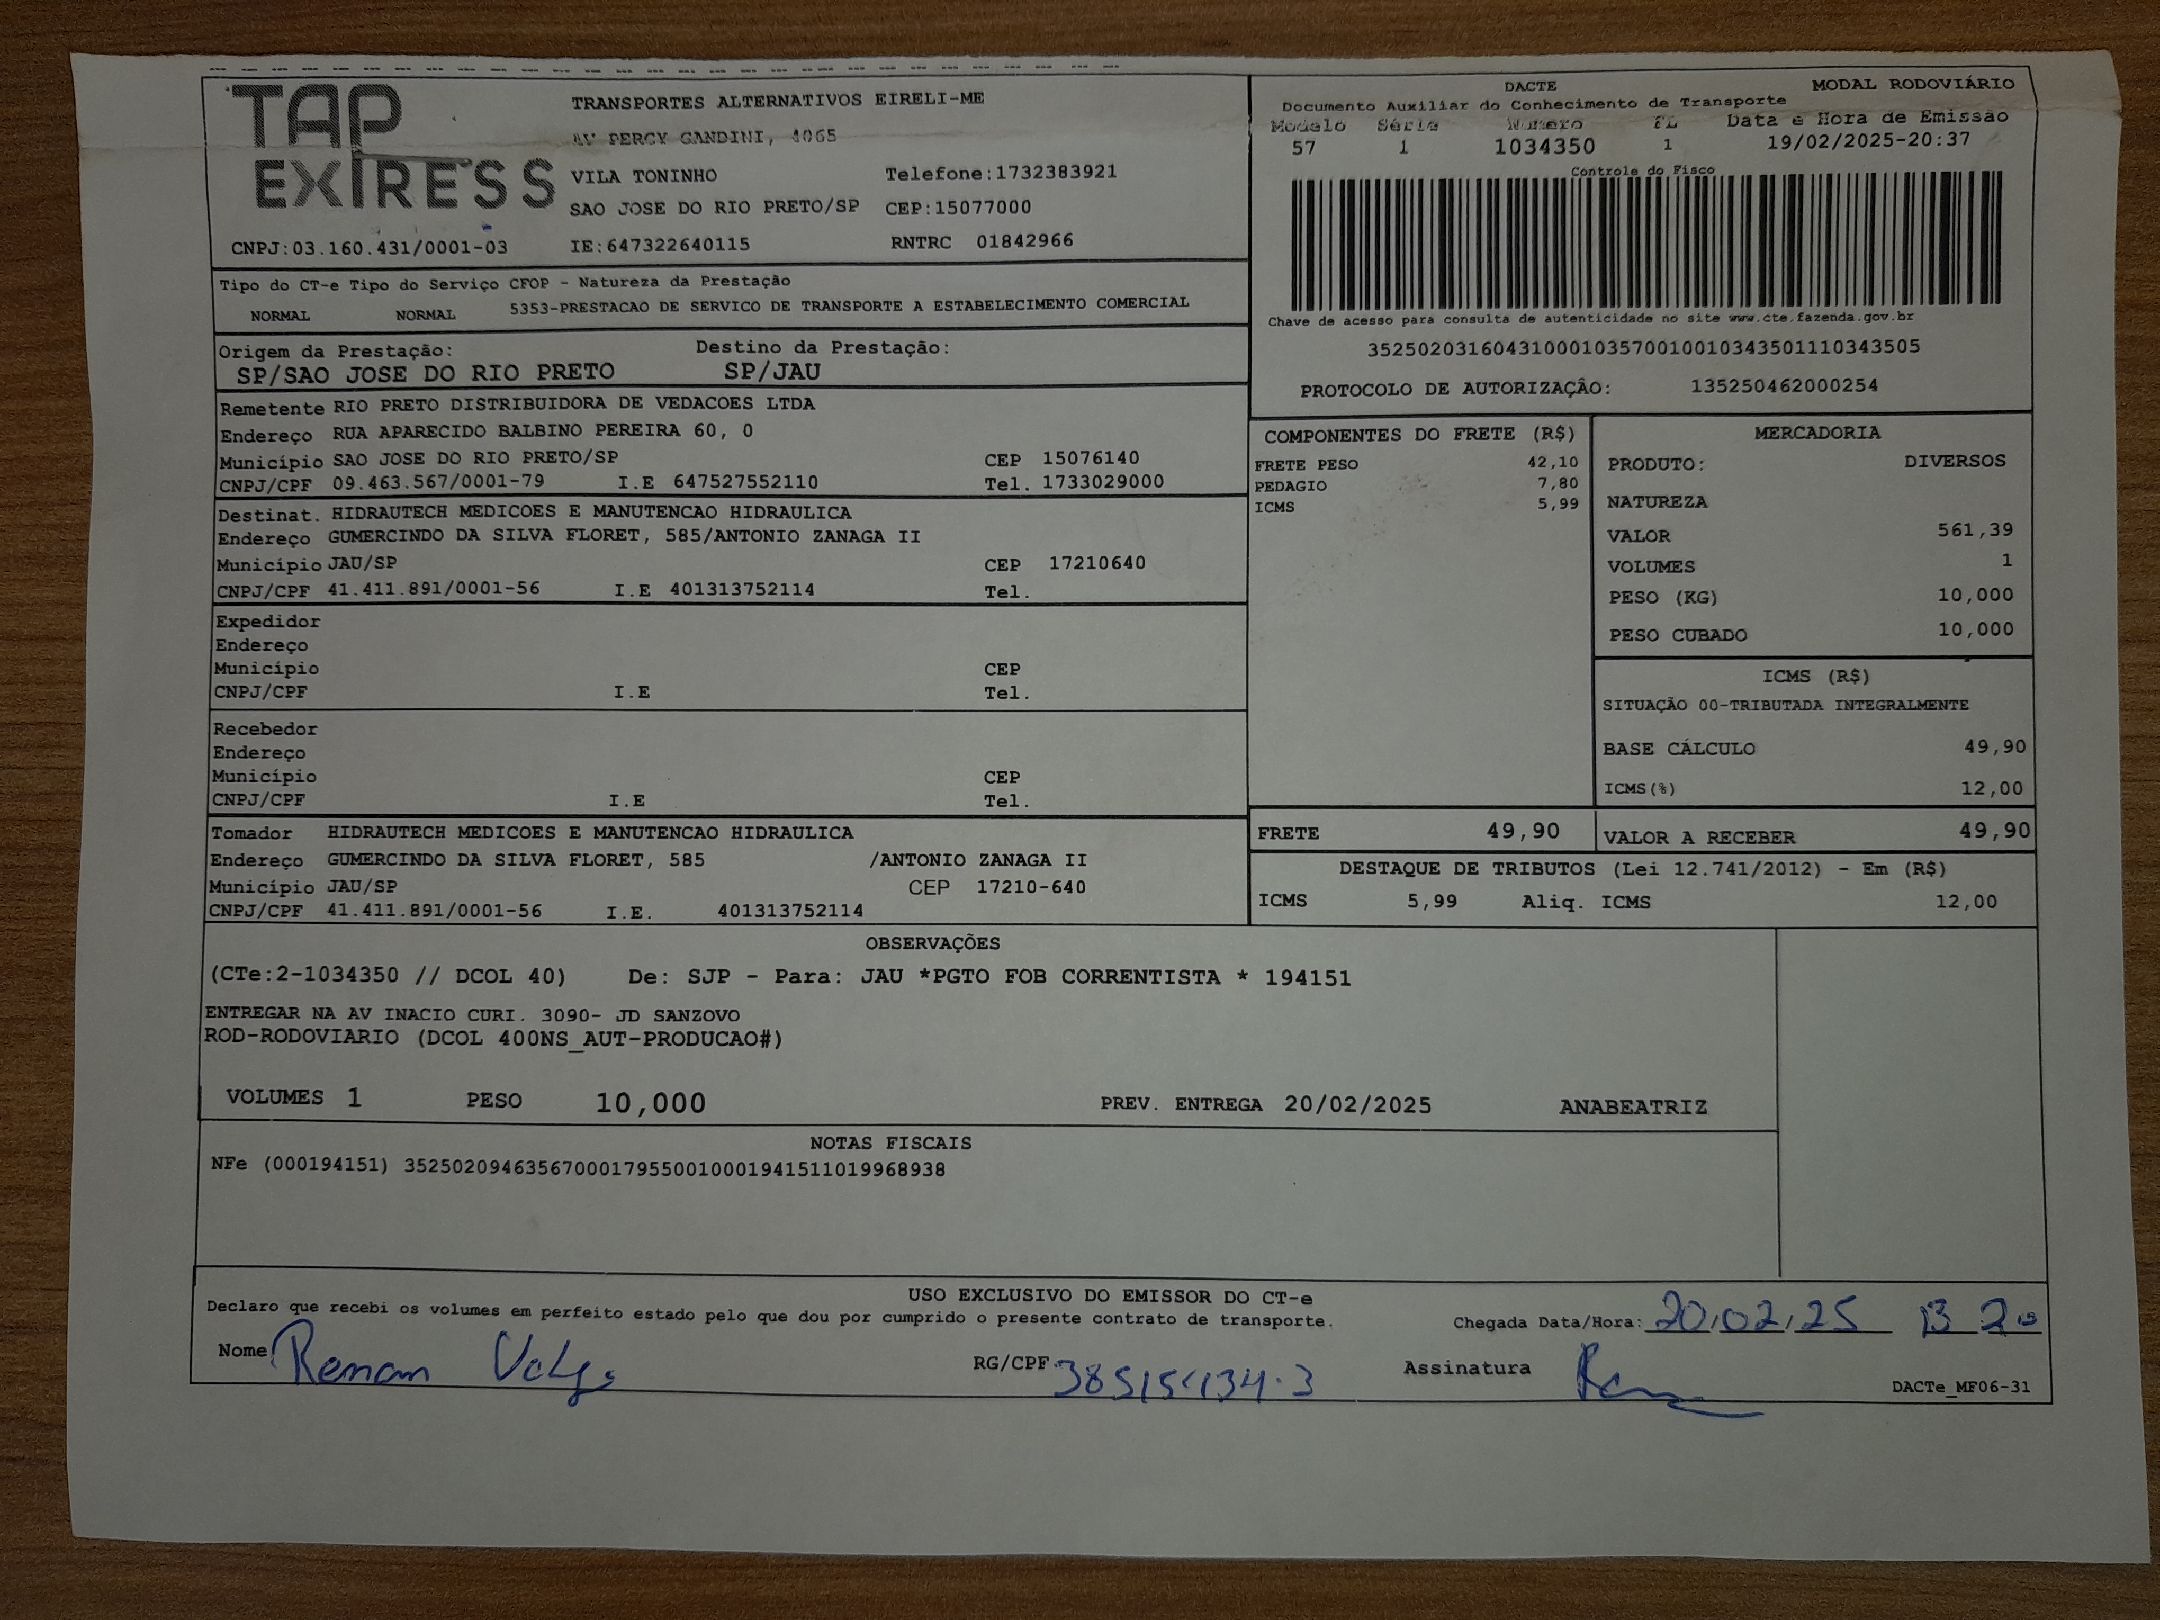 TAP
EXPRESS
TRANSPORTES ALTERNATIVOS EIRELI-ME
AV PERCY GANDINI, 4065
VILA TONINHO Telefone:1732383921
SAO JOSE DO RIO PRETO/SP CEP:15077000
CNPJ:03.160.431/0001-03 IE:647322640115 RNTRC 01842966
DACTE MODAL RODOVIÁRIO
Documento Auxiliar do Conhecimento de Transporte
Modelo Série Número FL Data e Hora de Emissão
57 1 1034350 1 19/02/2025-20:37
Controle do Fisco
Chave de acesso para consulta de autenticidade no site www.cte.fazenda.gov.br
35250203160431000103570010010343501110343505
PROTOCOLO DE AUTORIZAÇÂO: 135250462000254
Tipo do CT-e Tipo do Serviço CFOP - Natureza da Prestação
NORMAL NORMAL 5353-PRESTACAO DE SERVICO DE TRANSPORTE A ESTABELECIMENTO COMERCIAL
Origem da Prestação: Destino da Prestação:
SP/SAO JOSE DO RIO PRETO SP/JAU
Remetente RIO PRETO DISTRIBUIDORA DE VEDACOES LTDA
Endereço RUA APARECIDO BALBINO PEREIRA 60, 0
Município SAO JOSE DO RIO PRETO/SP CEP 15076140
CNPJ/CPF 09.463.567/0001-79 I.E 647527552110 Tel. 1733029000
Destinat. HIDRAUTECH MEDICOES E MANUTENCAO HIDRAULICA
Endereço GUMERCINDO DA SILVA FLORET, 585/ANTONIO ZANAGA II
Município JAU/SP CEP 17210640
CNPJ/CPF 41.411.891/0001-56 I.E 401313752114 Tel.
Expedidor
Endereço
Município CEP
CNPJ/CPF I.E Tel.
Recebedor
Endereço
Município CEP
CNPJ/CPF I.E Tel.
Tomador HIDRAUTECH MEDICOES E MANUTENCAO HIDRAULICA
Endereço GUMERCINDO DA SILVA FLORET, 585 /ANTONIO ZANAGA II
Município JAU/SP CEP 17210-640
CNPJ/CPF 41.411.891/0001-56 I.E. 401313752114
COMPONENTES DO FRETE (R$)
FRETE PESO 42,10
PEDAGIO 7,80
ICMS 5,99
MERCADORIA
PRODUTO: DIVERSOS
NATUREZA
VALOR 561,39
VOLUMES 1
PESO (KG) 10,000
PESO CUBADO 10,000
ICMS (R$)
SITUAÇÃO 00-TRIBUTADA INTEGRALMENTE
BASE CÁLCULO 49,90
ICMS(%) 12,00
FRETE 49,90 VALOR A RECEBER 49,90
DESTAQUE DE TRIBUTOS (Lei 12.741/2012) - Em (R$)
ICMS 5,99 Aliq. ICMS 12,00
OBSERVAÇÕES
(CTe:2-1034350 // DCOL 40) De: SJP - Para: JAU *PGTO FOB CORRENTISTA * 194151
ENTREGAR NA AV INACIO CURI. 3090- JD SANZOVO
ROD-RODOVIARIO (DCOL 400NS_AUT-PRODUCAO#)
VOLUMES 1 PESO 10,000 PREV. ENTREGA 20/02/2025 ANABEATRIZ
NOTAS FISCAIS
NFe (000194151) 35250209463567000179550010001941511019968938
USO EXCLUSIVO DO EMISSOR DO CT-e
Declaro que recebi os volumes em perfeito estado pelo que dou por cumprido o presente contrato de transporte. Chegada Data/Hora: 20,02,25 13 20
Nome Renan RG/CPF Assinatura
DACTe_MF06-31